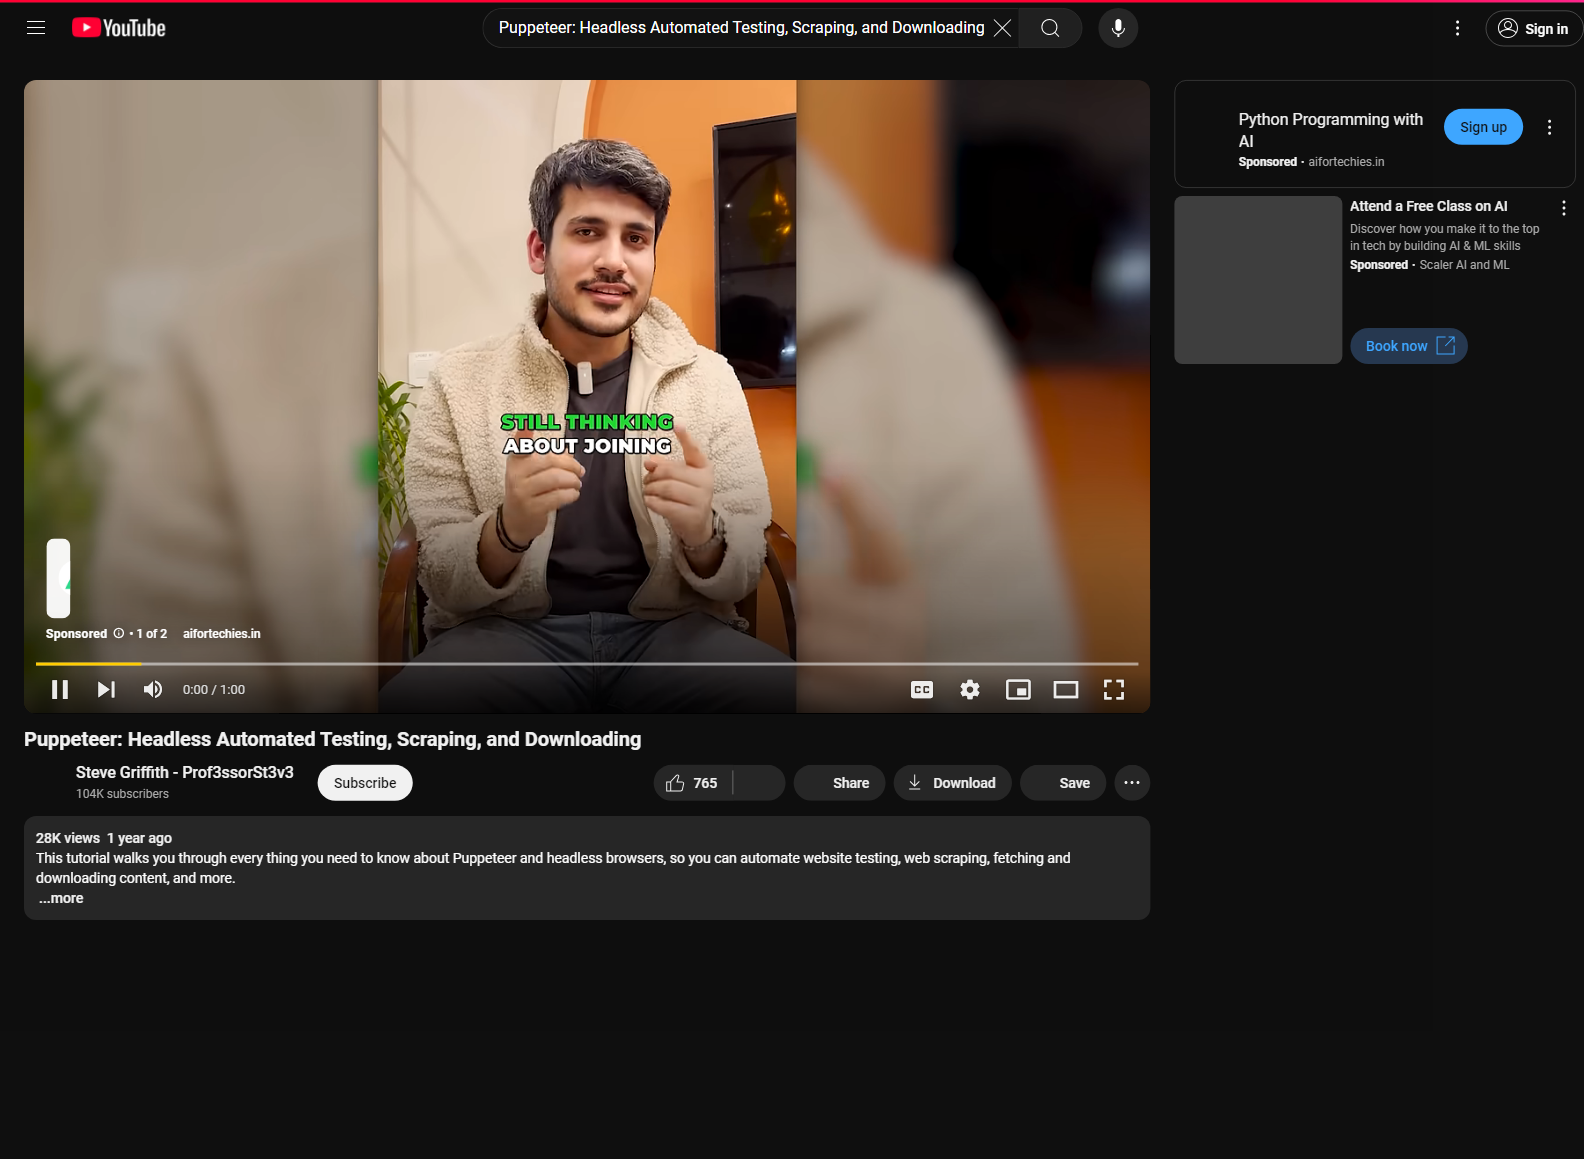 YouTube
Puppeteer: Headless Automated Testing, Scraping, and Downloading
Sign in
STILL THINKING
ABOUT JOINING
Sponsored • 1 of 2 aifortechies.in
0:00 / 1:00
CC
Python Programming with
AI
Sponsored • aifortechies.in
Sign up
Attend a Free Class on AI
Discover how you make it to the top
in tech by building AI & ML skills
Sponsored • Scaler AI and ML
Book now
Puppeteer: Headless Automated Testing, Scraping, and Downloading
Steve Griffith - Prof3ssorSt3v3
104K subscribers
Subscribe
765
Share
Download
Save
28K views 1 year ago
This tutorial walks you through every thing you need to know about Puppeteer and headless browsers, so you can automate website testing, web scraping, fetching and
downloading content, and more.
...more